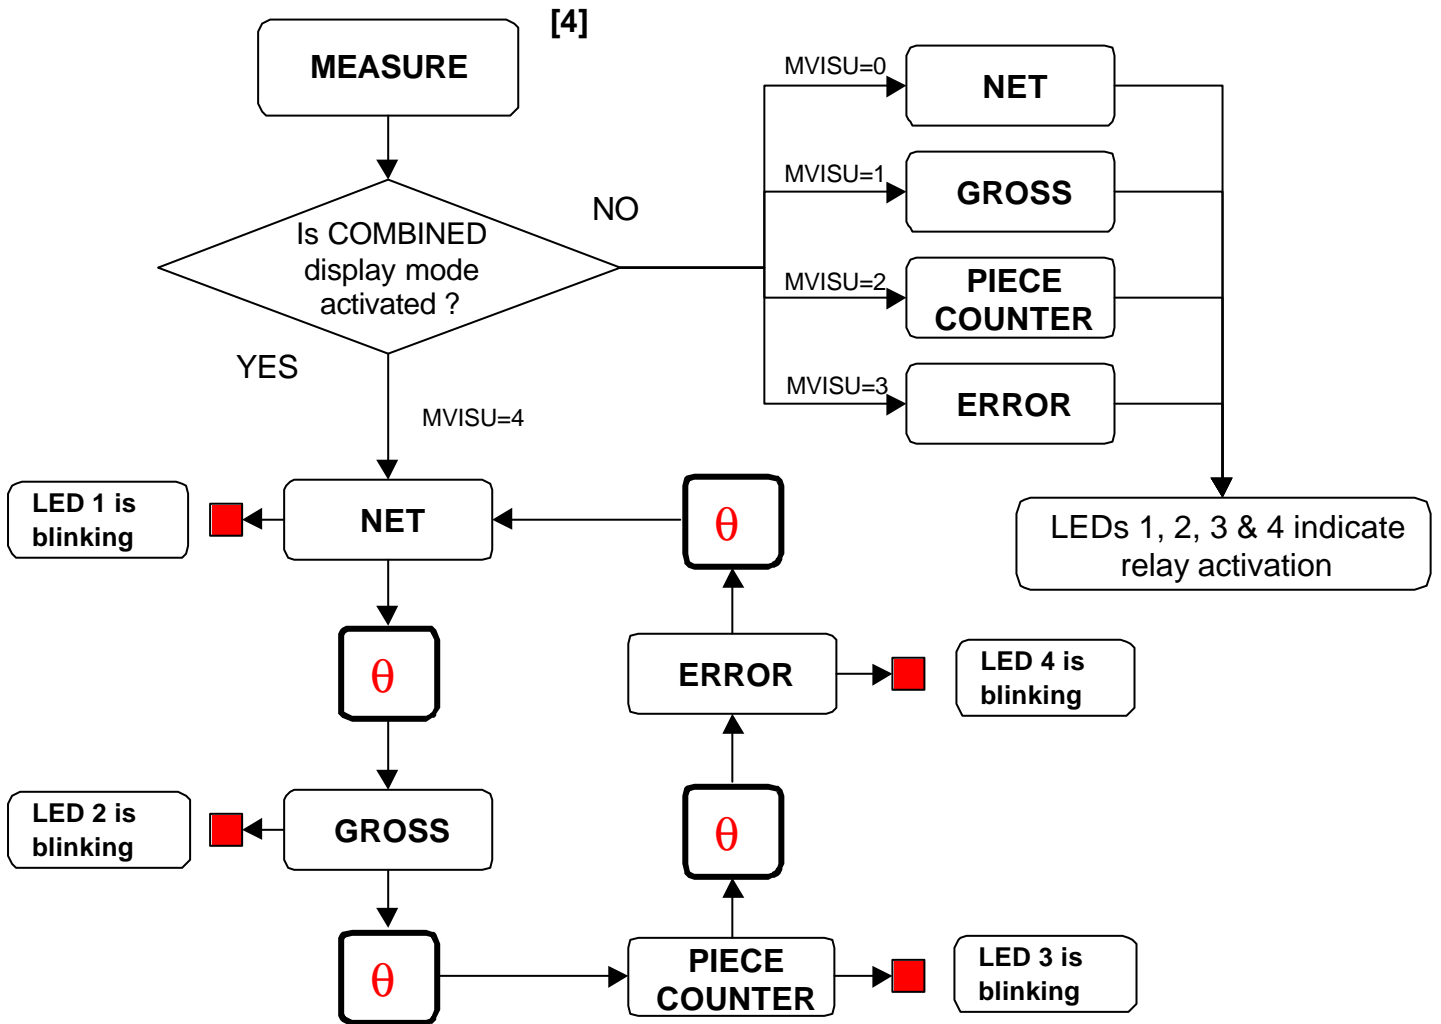 [4]
MEASURE
MVISU=0
NET
MVISU=1
GROSS
NO
Is COMBINED
display mode
activated ?
MVISU=2
PIECE
COUNTER
YES
MVISU=3
ERROR
MVISU=4
LED 1 is
blinking
NET
θ
LEDs 1, 2, 3 & 4 indicate
relay activation
θ
ERROR
LED 4 is
blinking
LED 2 is
blinking
GROSS
θ
θ
PIECE
COUNTER
LED 3 is
blinking